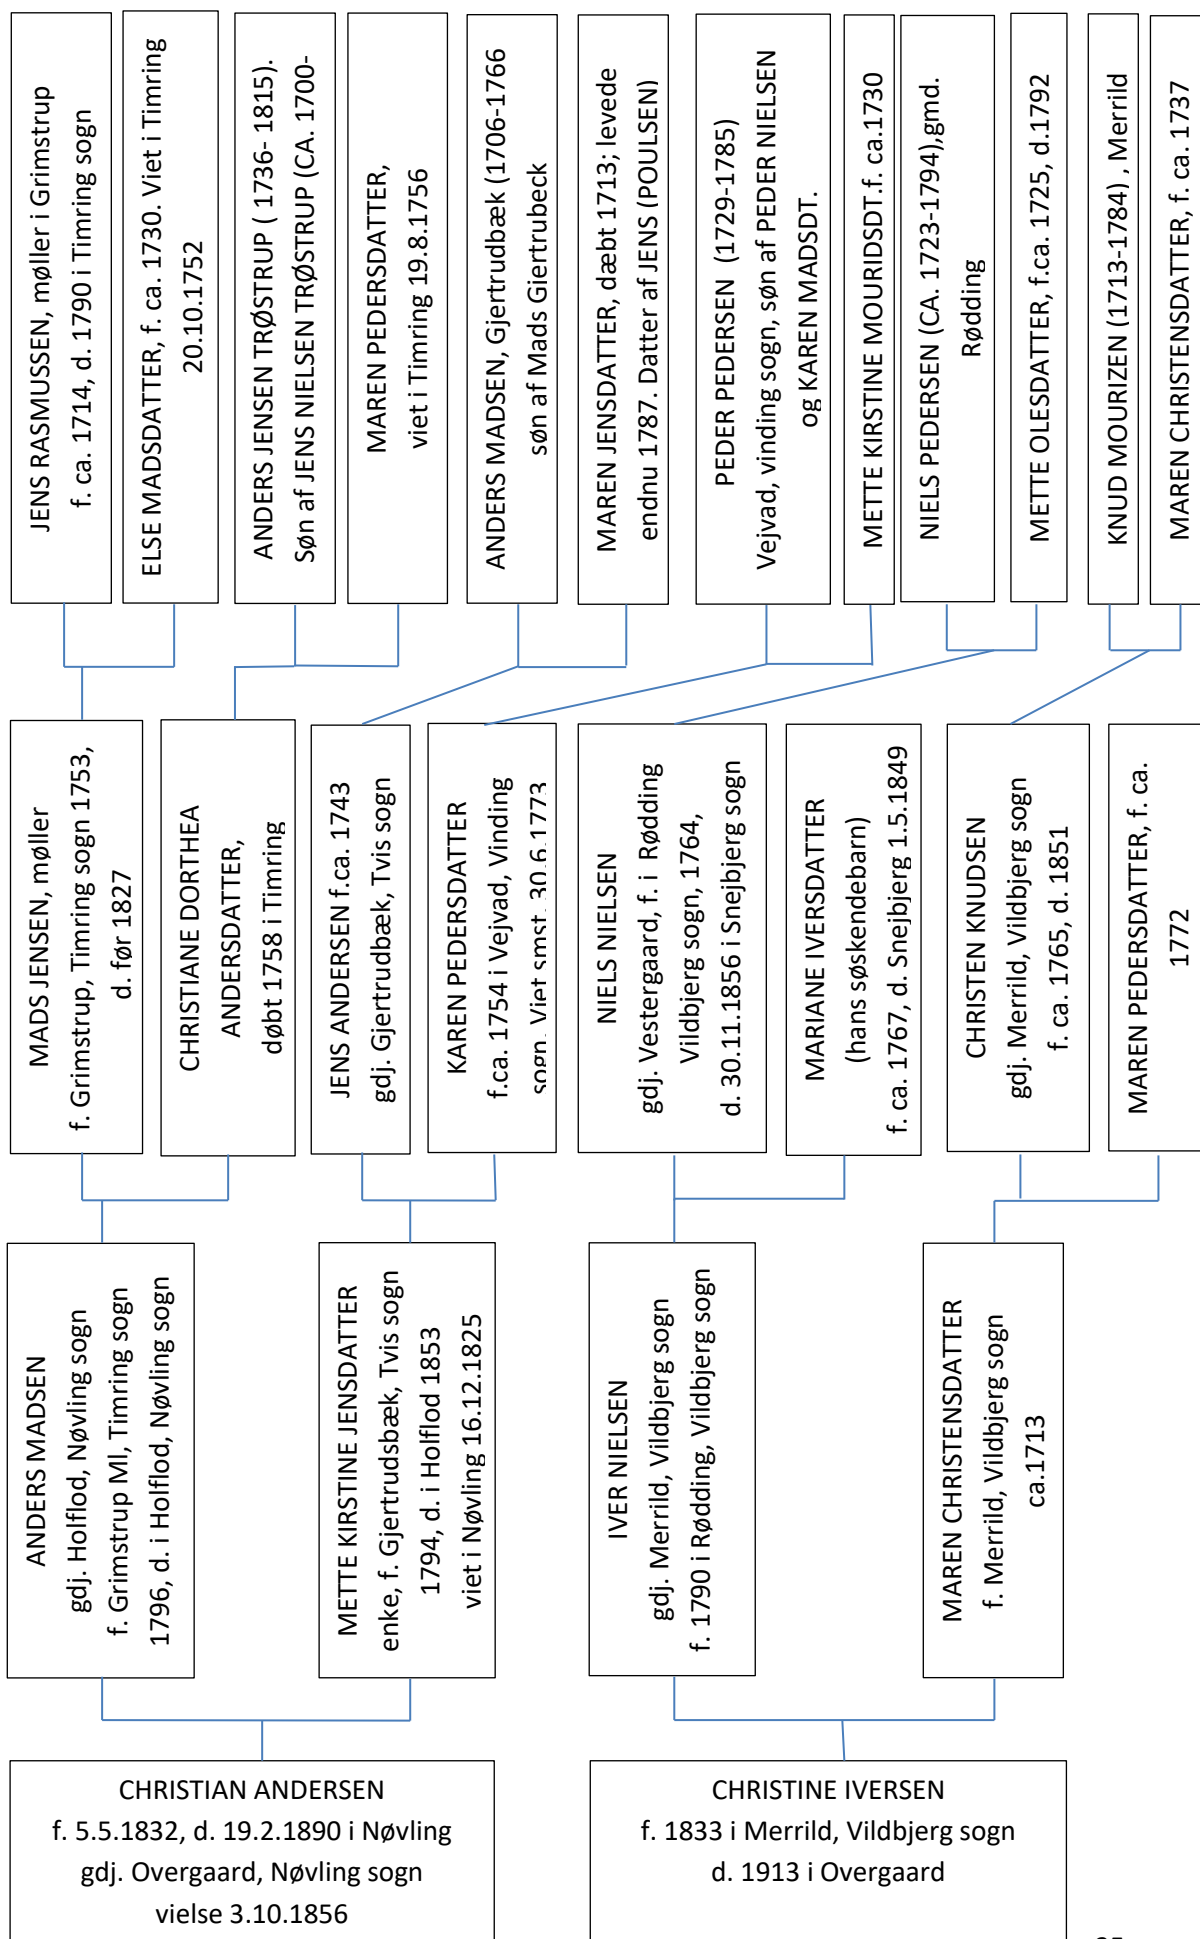 JENS RASMUSSEN, møller i Grimstrup
f. ca. 1714, d. 1790 i Timring sogn
ELSE MADSDATTER, f. ca. 1730. Viet i Timring
20.10.1752
ANDERS JENSEN TRØSTRUP ( 1736- 1815).
Søn af JENS NIELSEN TRØSTRUP (CA. 1700-
MAREN PEDERSDATTER,
viet i Timring 19.8.1756
ANDERS MADSEN, Gjertrudbæk (1706-1766
søn af Mads Giertrubeck
MAREN JENSDATTER, dæbt 1713; levede
endnu 1787. Datter af JENS (POULSEN)
PEDER PEDERSEN (1729-1785)
Vejvad, vinding sogn, søn af PEDER NIELSEN
og KAREN MADSDT.
METTE KIRSTINE MOURIDSDT.f. ca.1730
NIELS PEDERSEN (CA. 1723-1794),gmd.
Rødding
METTE OLESDATTER, f.ca. 1725, d.1792
KNUD MOURIZEN (1713-1784) , Merrild
MAREN CHRISTENSDATTER, f. ca. 1737
MADS JENSEN, møller
f. Grimstrup, Timring sogn 1753,
d. før 1827
CHRISTIANE DORTHEA
ANDERSDATTER,
døbt 1758 i Timring
JENS ANDERSEN f.ca. 1743
gdj. Gjertrudbæk, Tvis sogn
KAREN PEDERSDATTER
f.ca. 1754 i Vejvad, Vinding
sogn. Viet smst. 30.6.1773
NIELS NIELSEN
gdj. Vestergaard, f. i Rødding
Vildbjerg sogn, 1764,
d. 30.11.1856 i Snejbjerg sogn
MARIANE IVERSDATTER
(hans søskendebarn)
f. ca. 1767, d. Snejbjerg 1.5.1849
CHRISTEN KNUDSEN
gdj. Merrild, Vildbjerg sogn
f. ca. 1765, d. 1851
MAREN PEDERSDATTER, f. ca.
1772
ANDERS MADSEN
gdj. Holflod, Nøvling sogn
f. Grimstrup Ml, Timring sogn
1796, d. i Holflod, Nøvling sogn
METTE KIRSTINE JENSDATTER
enke, f. Gjertrudsbæk, Tvis sogn
1794, d. i Holflod 1853
viet i Nøvling 16.12.1825
IVER NIELSEN
gdj. Merrild, Vildbjerg sogn
f. 1790 i Rødding, Vildbjerg sogn
MAREN CHRISTENSDATTER
f. Merrild, Vildbjerg sogn
ca.1713
CHRISTIAN ANDERSEN
f. 5.5.1832, d. 19.2.1890 i Nøvling
gdj. Overgaard, Nøvling sogn
vielse 3.10.1856
CHRISTINE IVERSEN
f. 1833 i Merrild, Vildbjerg sogn
d. 1913 i Overgaard